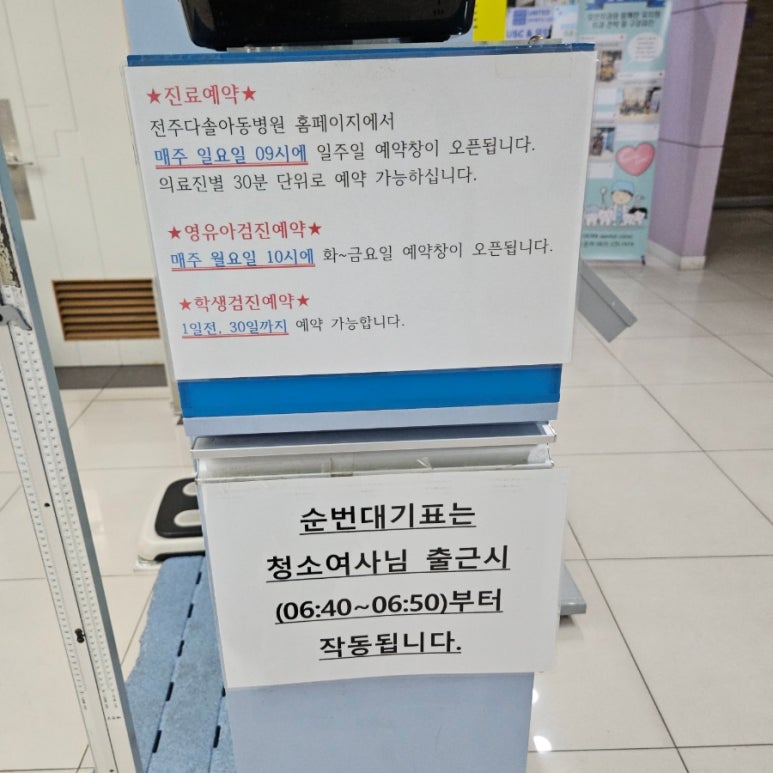 ★진료예약★
전주다솔아동병원 홈페이지에서
매주 일요일 09시에 일주일 예약창이 오픈됩니다.
의료진별 30분 단위로 예약 가능하십니다.
★영유아검진예약★
매주 월요일 10시에 화~금요일 예약창이 오픈됩니다.
★학생검진예약★
1일전, 30일까지 예약 가능합니다.
순번대기표는
청소여사님 출근시
(06:40~06:50)부터
작동됩니다.
UNITED